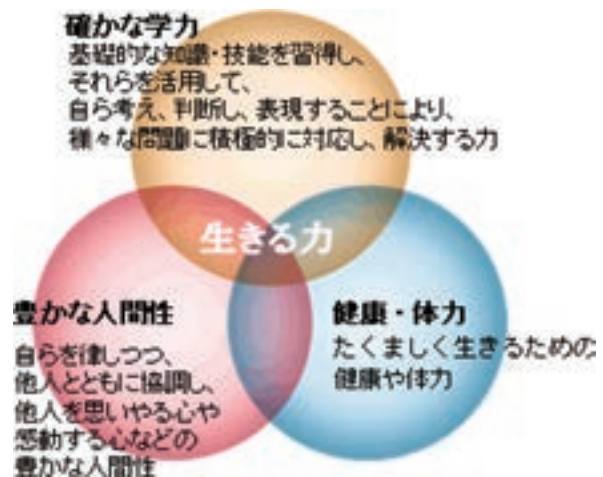 確かな学力
基礎的な知識・技能を習得し、
それらを活用して、
自ら考え、判断し、表現することにより、
様々な問題に積極的に対応し、解決する力
生きる力
豊かな人間性
自らを律しつつ、
他人とともに協調し、
他人を思いやる心や
感動する心などの
豊かな人間性
健康・体力
たくましく生きるための
健康や体力